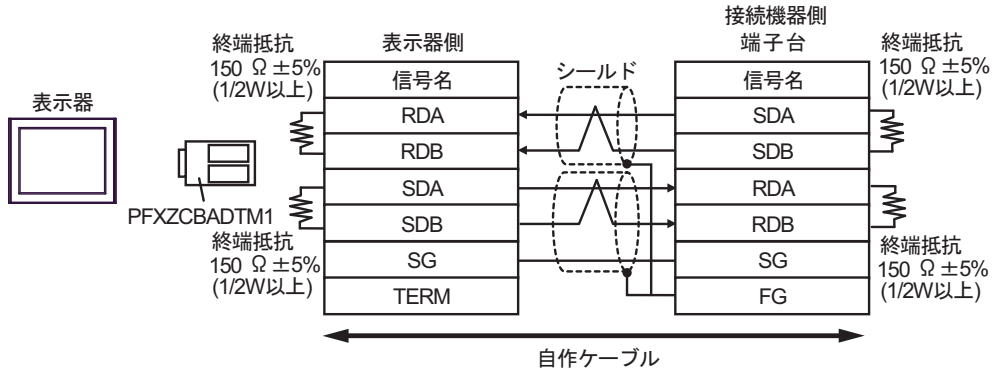 接続機器側
表示器側
端子台
終端抵抗
150 Ω ±5%
(1/2W以上)
終端抵抗
150 Ω ±5%
(1/2W以上)
シールド
表示器
PFXZCBADTM1
信号名
RDA
RDB
SDA
SDB
SG
TERM
信号名
SDA
SDB
RDA
RDB
SG
FG
終端抵抗
150 Ω ±5%
(1/2W以上)
終端抵抗
150 Ω ±5%
(1/2W以上)
自作ケーブル